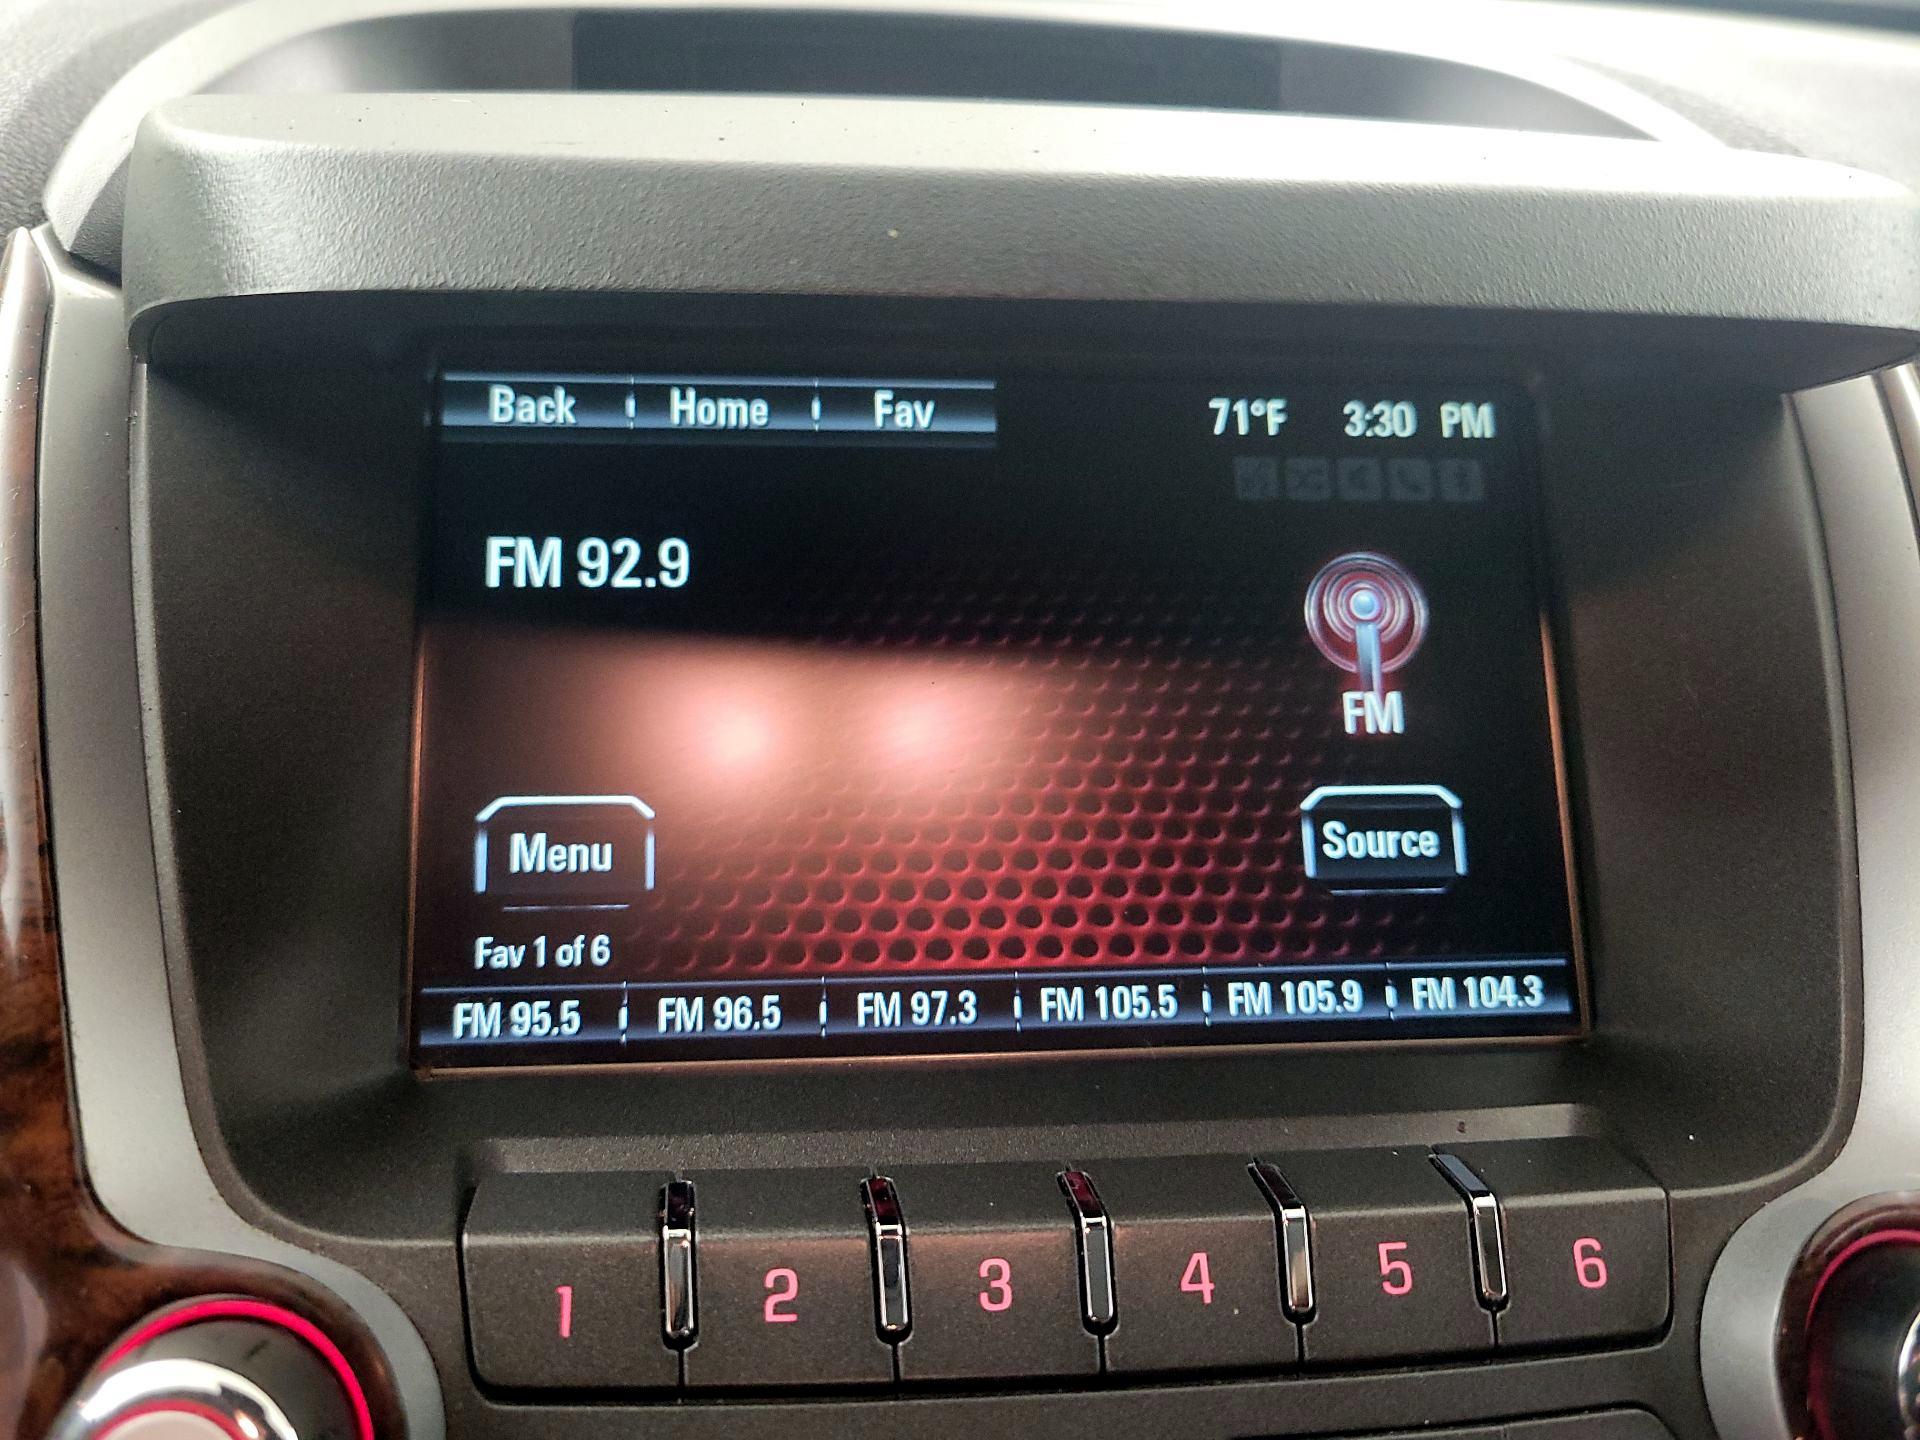 Back Home Fav 71°F 3:30 PM
FM 92.9
FM
Menu Source
Fav 1 of 6
FM 95.5 FM 96.5 FM 97.3 FM 105.5 FM 105.9 FM 104.3
1 2 3 4 5 6